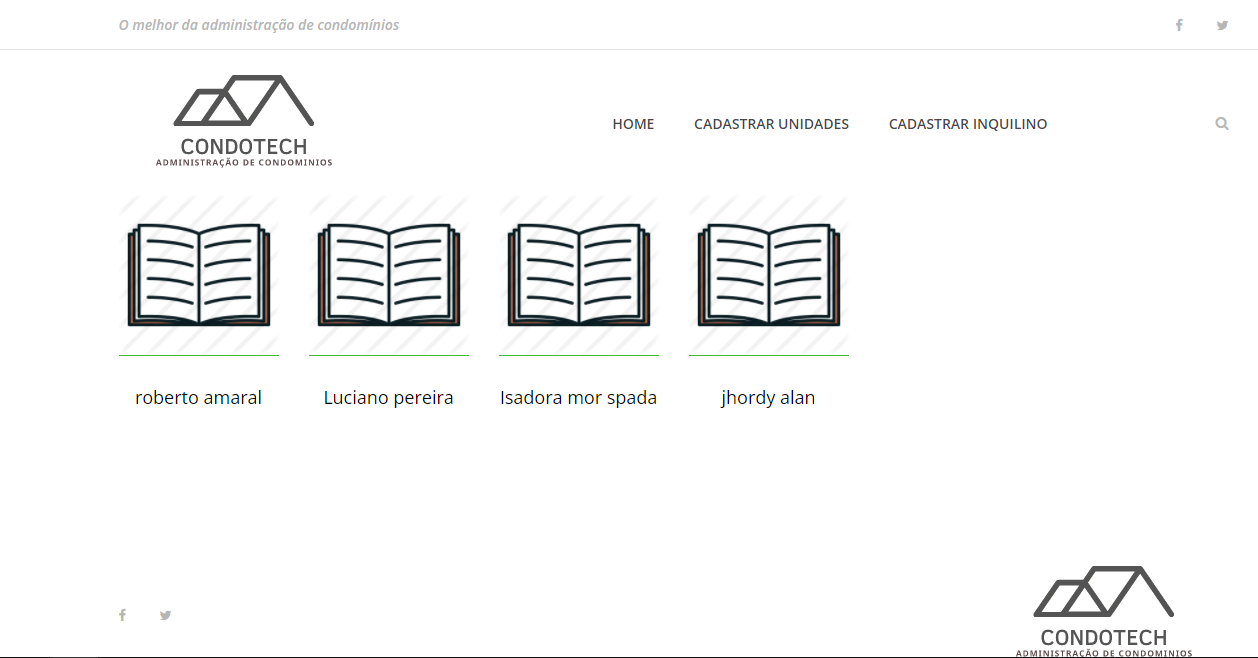 O melhor da administração de condomínios
CONDOTECH
ADMINISTRAÇÃO DE CONDOMINIOS
HOME CADASTRAR UNIDADES CADASTRAR INQUILINO
roberto amaral Luciano pereira Isadora mor spada jhordy alan
CONDOTECH
ADMINISTRAÇÃO DE CONDOMINIOS